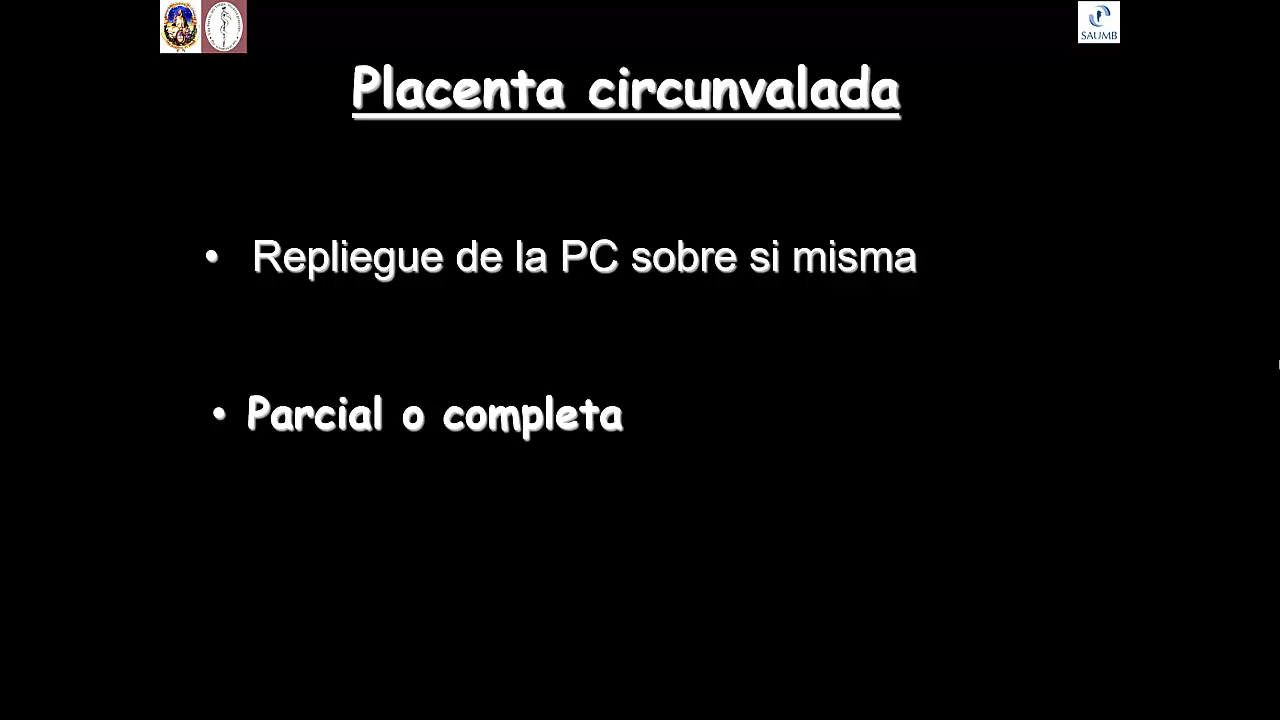 SAUMB
Placenta circunvalada
• Repliegue de la PC sobre si misma
• Parcial o completa